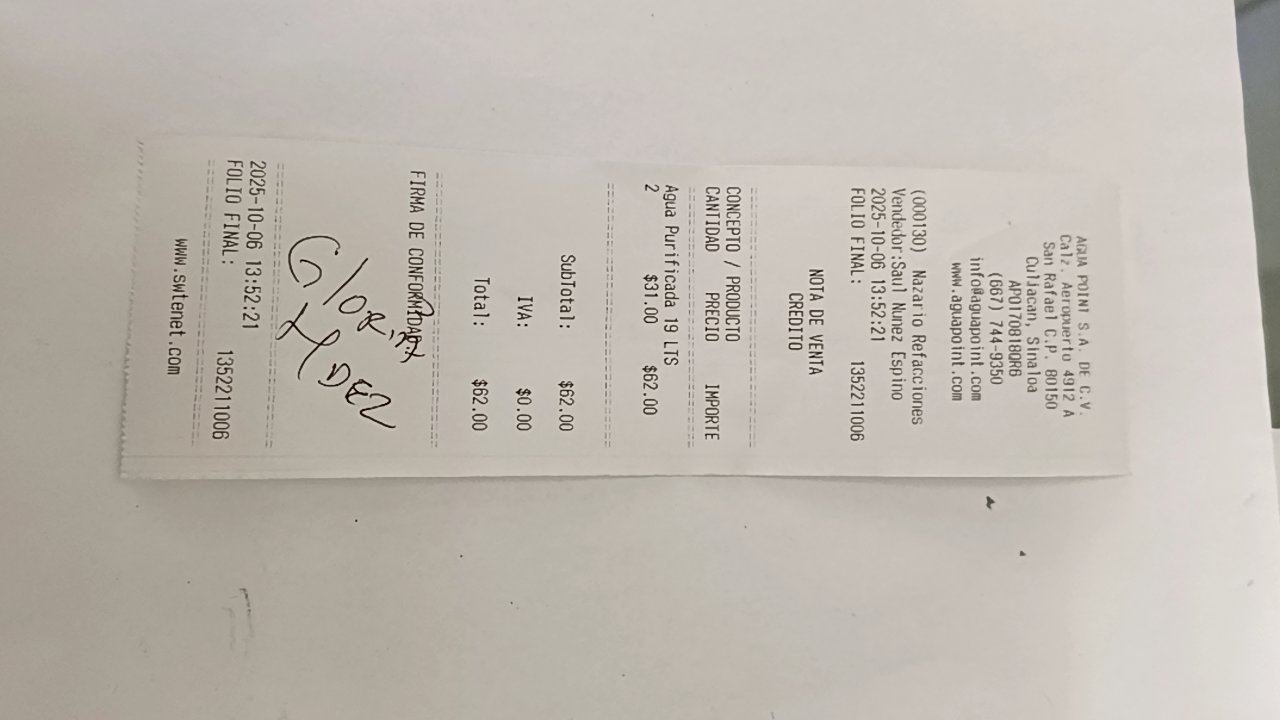 AGUA POINT S.A. DE C.V.
Calz. Aeropuerto 4912 A
San Rafael C.P. 80150
Culiacan, Sinaloa
APO170818QR6
(667) 744-9350
info@aguapoint.com
www.aguapoint.com
(000130) Nazario Refacciones
Vendedor:Saul Nunez Espino
2025-10-06 13:52:21
FOLIO FINAL: 1352211006
NOTA DE VENTA
CREDITO
CONCEPTO / PRODUCTO
CANTIDAD PRECIO IMPORTE
Agua Purificada 19 LTS
2 $31.00 $62.00
SubTotal: $62.00
IVA: $0.00
Total: $62.00
FIRMA DE CONFORMIDAD
2025-10-06 13:52:21
FOLIO FINAL: 1352211006
www.swtenet.com